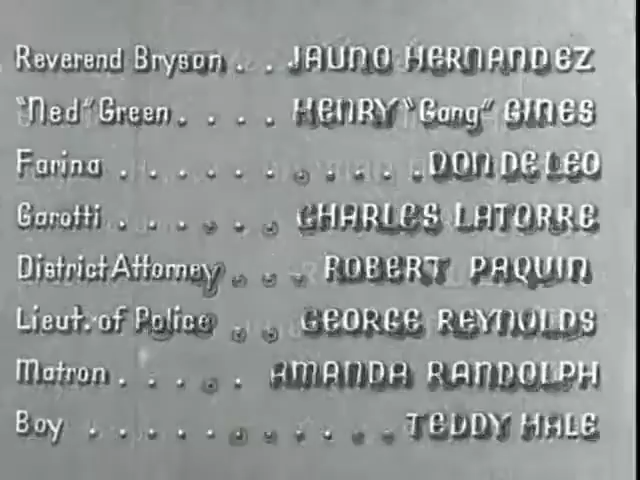 Reverend Bryson . . JAUNO HERNANDEZ
"Ned" Green . . . . HENRY "Gang" GINES
Farina . . . . . . . . . . . DON DE LEO
Garotti . . . . . . CHARLES LATORRE
District Attorney . . . ROBERT PAQUIN
Lieut. of Police . . GEORGE REYNOLDS
Matron . . . . . AMANDA RANDOLPH
Boy . . . . . . . . . . . TEDDY HALE